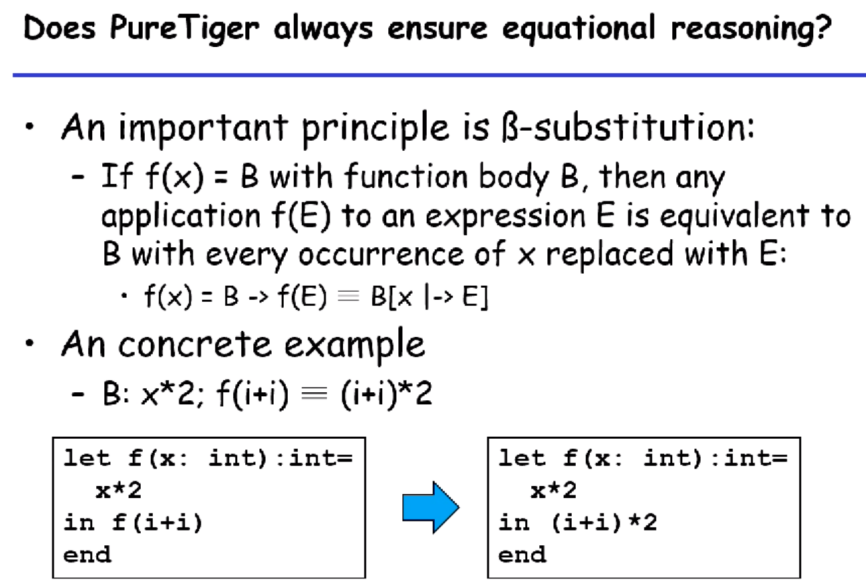 Does PureTiger always ensure equational reasoning?
• An important principle is ß-substitution:
– If f(x) = B with function body B, then any
application f(E) to an expression E is equivalent to
B with every occurrence of x replaced with E:
• f(x) = B -> f(E) ≡ B[x |-> E]
• An concrete example
– B: x*2; f(i+i) ≡ (i+i)*2
let f(x: int):int=
x*2
in f(i+i)
end
let f(x: int):int=
x*2
in (i+i)*2
end